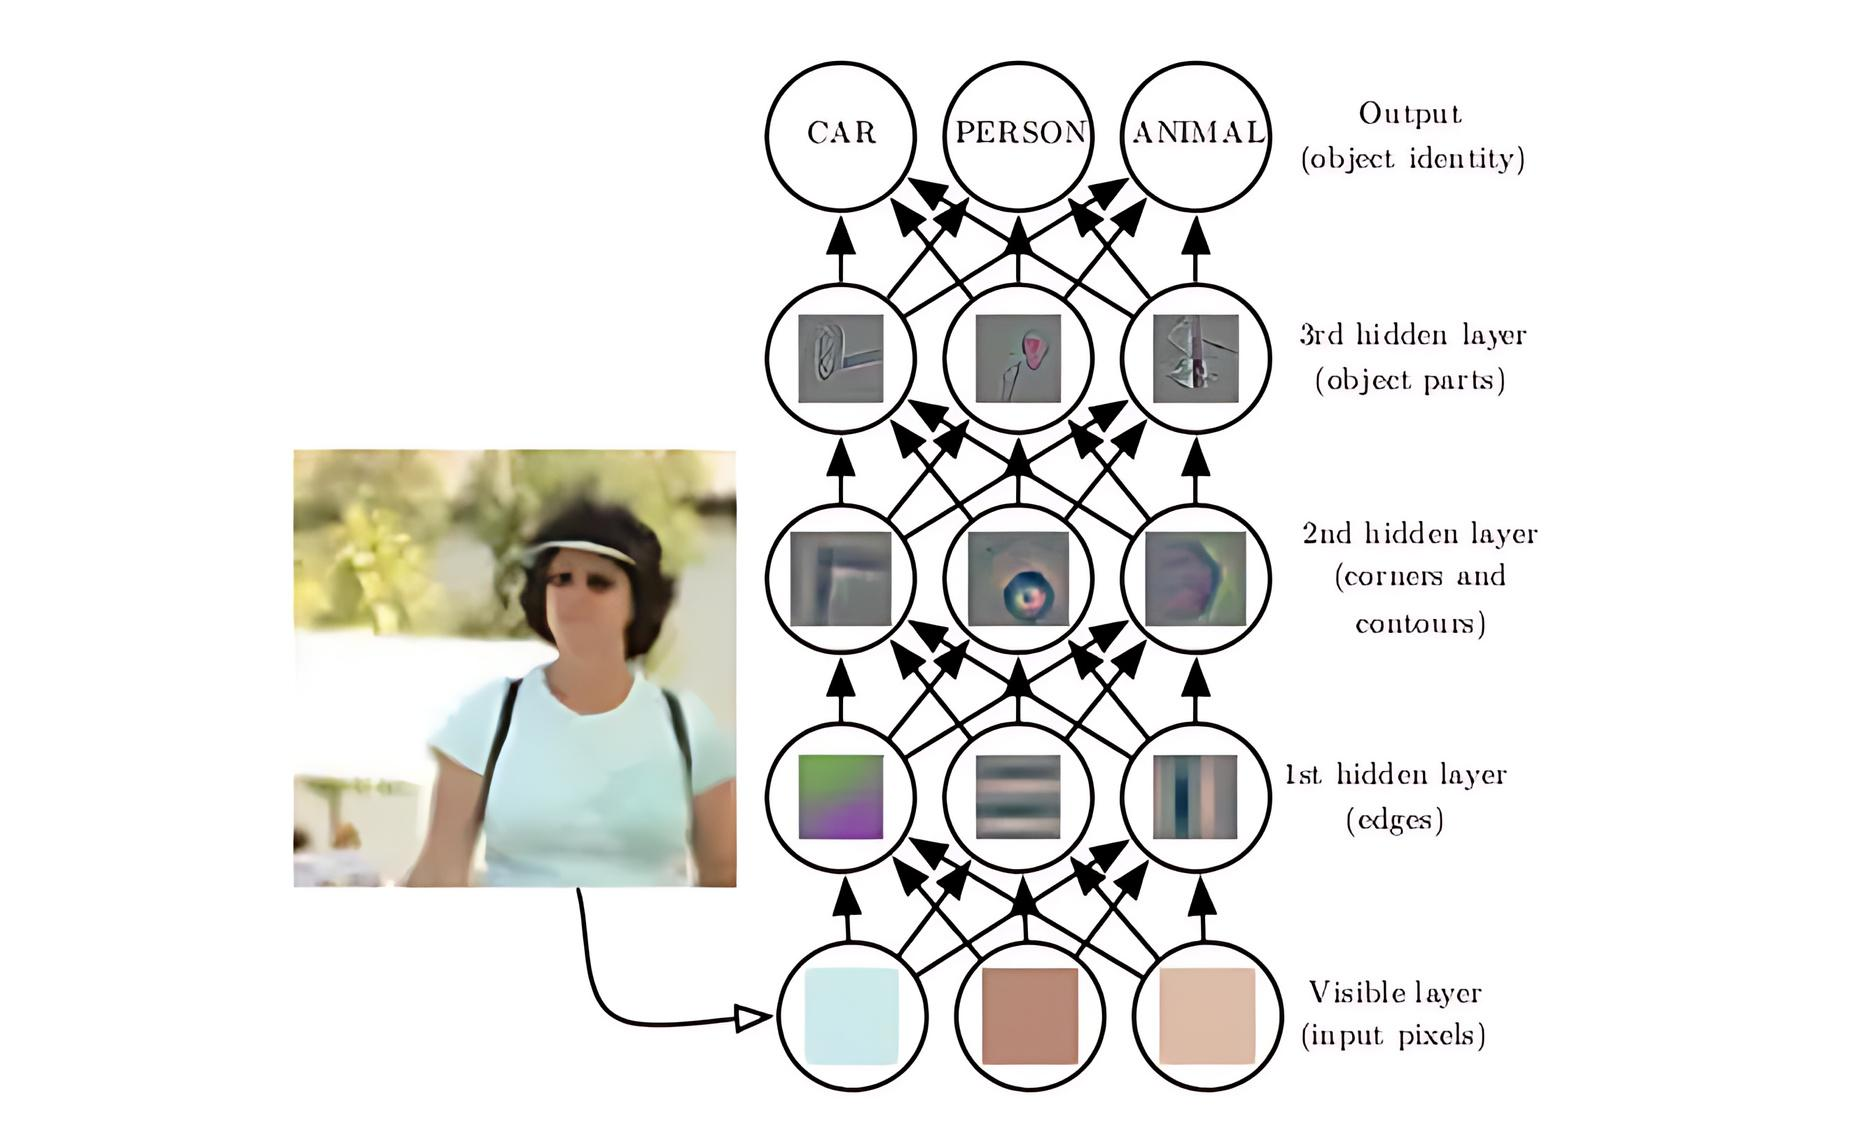 CAR PERSON ANIMAL
Output
(object identity)
3rd hidden layer
(object parts)
2nd hidden layer
(corners and
contours)
1st hidden layer
(edges)
Visible layer
(input pixels)